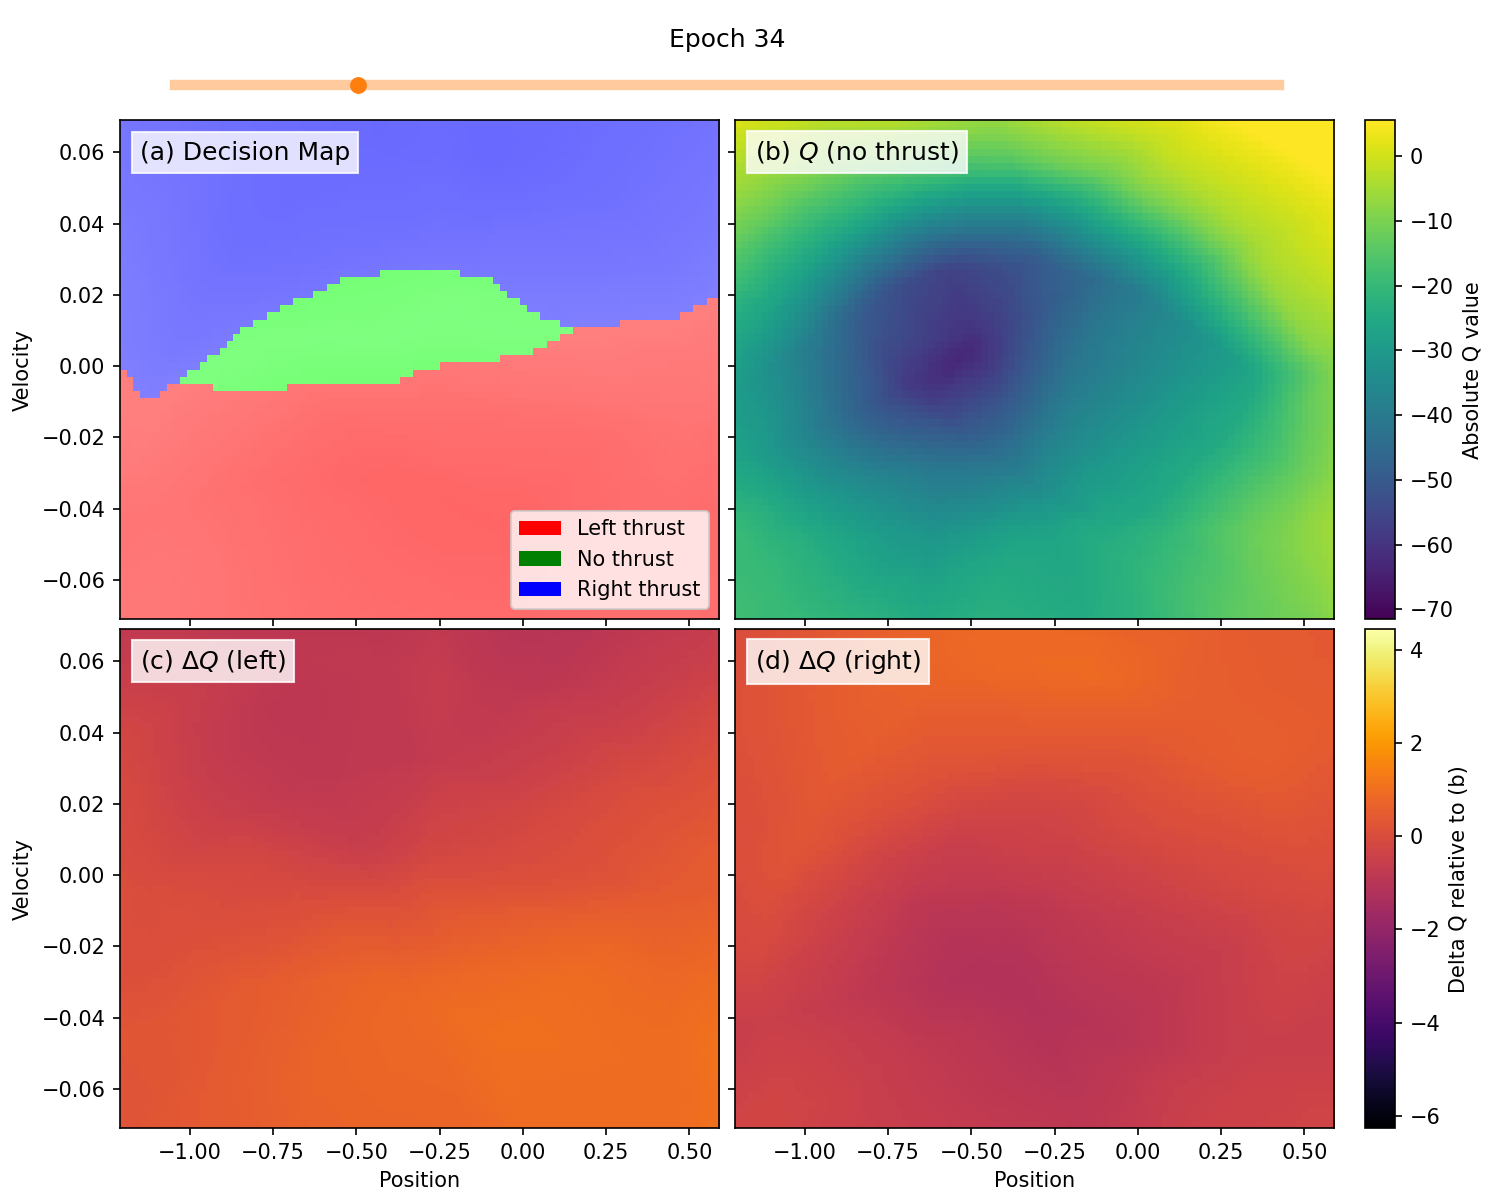 Epoch 34
(a) Decision Map
(b) Q (no thrust)
0.06
0.04
0.02
0.00
−0.02
−0.04
−0.06
Velocity
Left thrust
No thrust
Right thrust
0
−10
−20
−30
−40
−50
−60
−70
Absolute Q value
(c) ΔQ (left)
(d) ΔQ (right)
0.06
0.04
0.02
0.00
−0.02
−0.04
−0.06
Velocity
4
2
0
−2
−4
−6
Delta Q relative to (b)
−1.00 −0.75 −0.50 −0.25 0.00 0.25 0.50
Position
−1.00 −0.75 −0.50 −0.25 0.00 0.25 0.50
Position